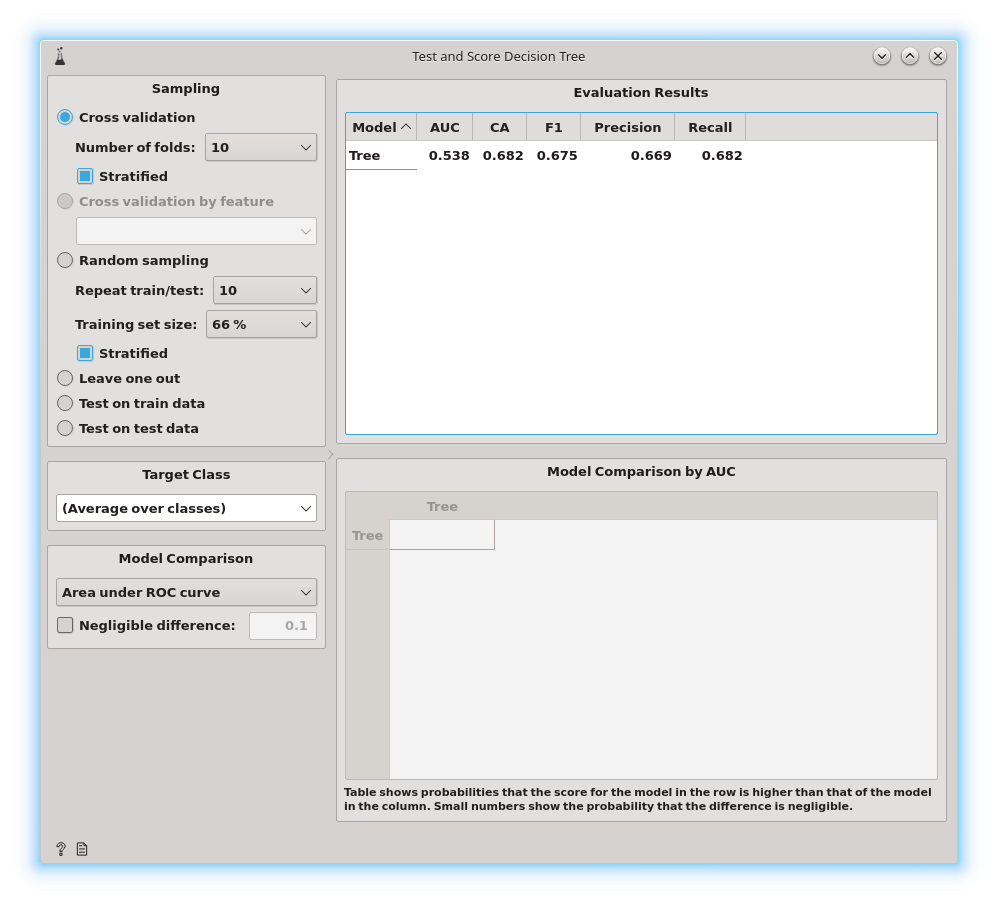 Test and Score Decision Tree
Sampling
Cross validation
Number of folds: 10
Stratified
Cross validation by feature
Random sampling
Repeat train/test: 10
Training set size: 66 %
Stratified
Leave one out
Test on train data
Test on test data
Target Class
(Average over classes)
Model Comparison
Area under ROC curve
Negligible difference: 0.1
Evaluation Results
Model AUC CA F1 Precision Recall
Tree 0.538 0.682 0.675 0.669 0.682
Model Comparison by AUC
Tree
Tree
Table shows probabilities that the score for the model in the row is higher than that of the model
in the column. Small numbers show the probability that the difference is negligible.